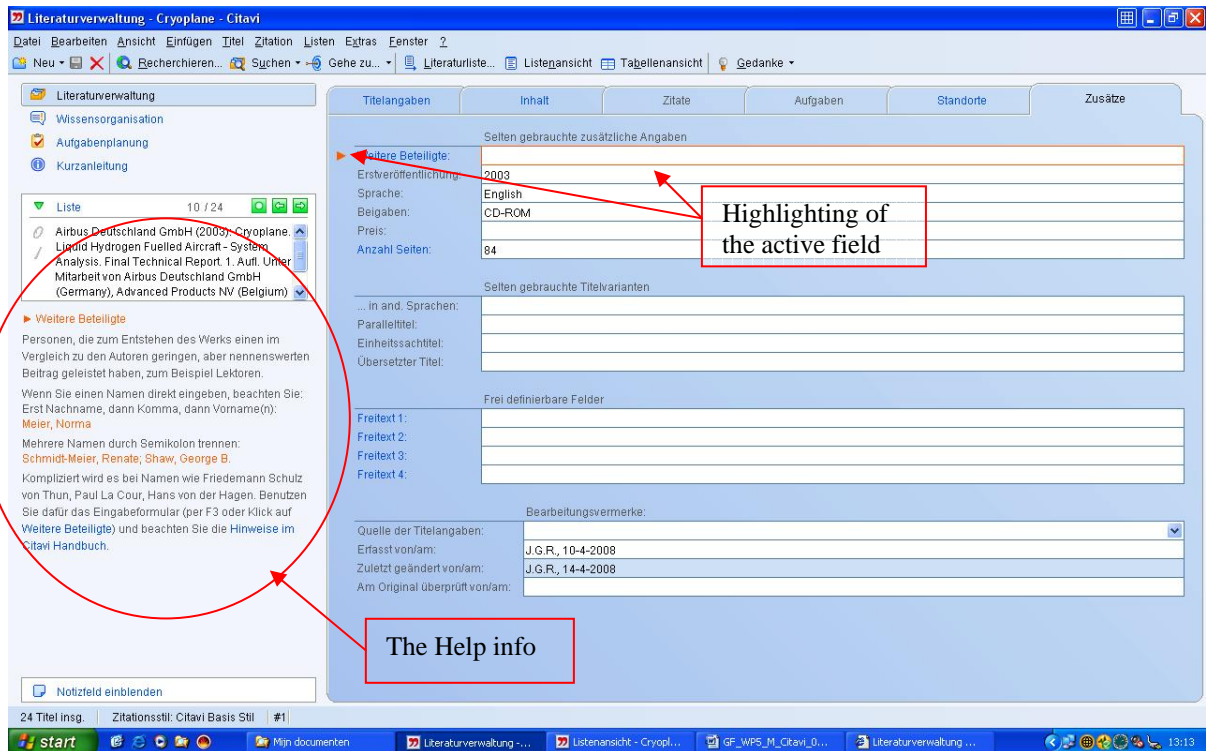 Literaturverwaltung - Cryoplane - Citavi
Datei Bearbeiten Ansicht Einfügen Titel Zitation Listen Extras Fenster ?
Neu Recherchieren... Suchen Gehe zu... Literaturliste... Listenansicht Tabellenansicht Gedanke
Literaturverwaltung
Wissensorganisation
Aufgabenplanung
Kurzanleitung
Liste 10 / 24
0 Airbus Deutschland GmbH (2003): Cryoplane.
Liquid Hydrogen Fuelled Aircraft - System
Analysis. Final Technical Report. 1. Aufl. Unter
Mitarbeit von Airbus Deutschland GmbH
(Germany), Advanced Products NV (Belgium)
Weitere Beteiligte
Personen, die zum Entstehen des Werks einen im
Vergleich zu den Autoren geringen, aber nennenswerten
Beitrag geleistet haben, zum Beispiel Lektoren.
Wenn Sie einen Namen direkt eingeben, beachten Sie:
Erst Nachname, dann Komma, dann Vorname(n):
Meier, Norma
Mehrere Namen durch Semikolon trennen:
Schmidt-Meier, Renate; Shaw, George B.
Kompliziert wird es bei Namen wie Friedemann Schulz
von Thun, Paul La Cour, Hans von der Hagen. Benutzen
Sie dafür das Eingabeformular (per F3 oder Klick auf
Weitere Beteiligte) und beachten Sie die Hinweise im
Citavi Handbuch.
Notizfeld einblenden
Titelangaben Inhalt Zitate Aufgaben Standorte Zusätze
Selten gebrauchte zusätzliche Angaben
Weitere Beteiligte:
Erstveröffentlichung: 2003
Sprache: English
Beigaben: CD-ROM
Preis:
Anzahl Seiten: 84
Highlighting of
the active field
Selten gebrauchte Titelvarianten
... in and. Sprachen:
Paralleltitel:
Einheitssachtitel:
Übersetzter Titel:
Frei definierbare Felder
Freitext 1:
Freitext 2:
Freitext 3:
Freitext 4:
Bearbeitungsvermerke:
Quelle der Titelangaben:
Erfasst von/am: J.G.R., 10-4-2008
Zuletzt geändert von/am: J.G.R., 14-4-2008
Am Original überprüft von/am:
The Help info
24 Titel insg. Zitationsstil: Citavi Basis Stil #1
start Mijn documenten Literaturverwaltung -... Listenansicht - Cryopl... GF_WP5_M_Citavi_0... Literaturverwaltung ... 13:13